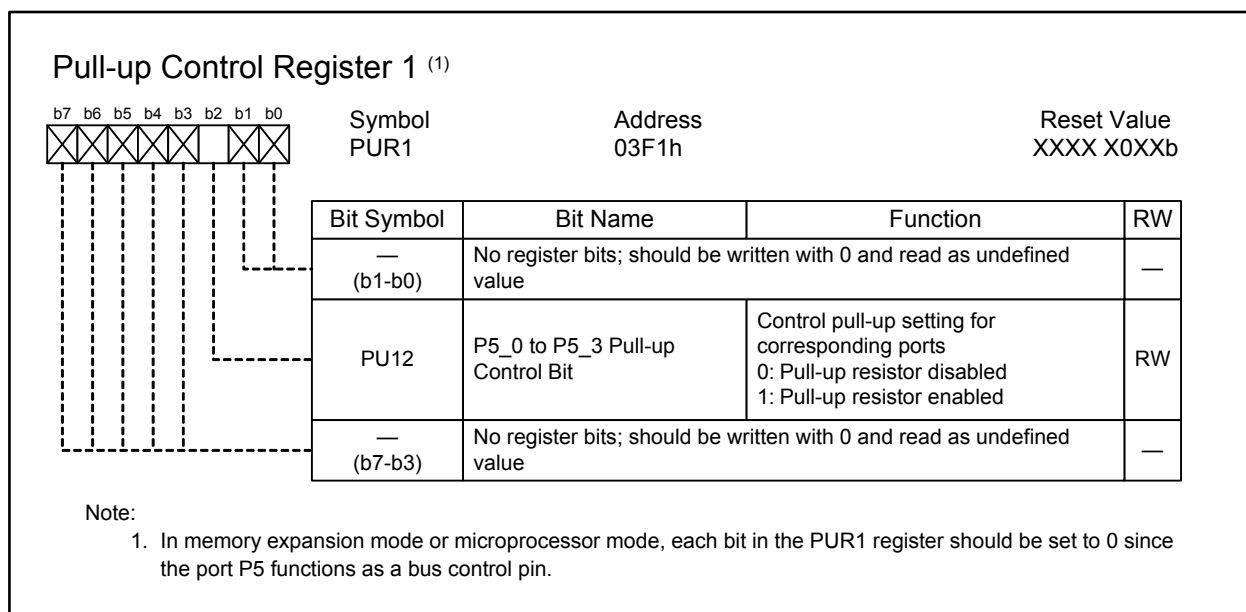 Pull-up Control Register 1 (1)
b7 b6 b5 b4 b3 b2 b1 b0
Symbol Address Reset Value
PUR1 03F1h XXXX X0XXb
Bit Symbol Bit Name Function RW
—
(b1-b0)
No register bits; should be written with 0 and read as undefined
value
—
PU12
P5_0 to P5_3 Pull-up
Control Bit
Control pull-up setting for
corresponding ports
0: Pull-up resistor disabled
1: Pull-up resistor enabled
RW
—
(b7-b3)
No register bits; should be written with 0 and read as undefined
value
—
Note:
1. In memory expansion mode or microprocessor mode, each bit in the PUR1 register should be set to 0 since
the port P5 functions as a bus control pin.